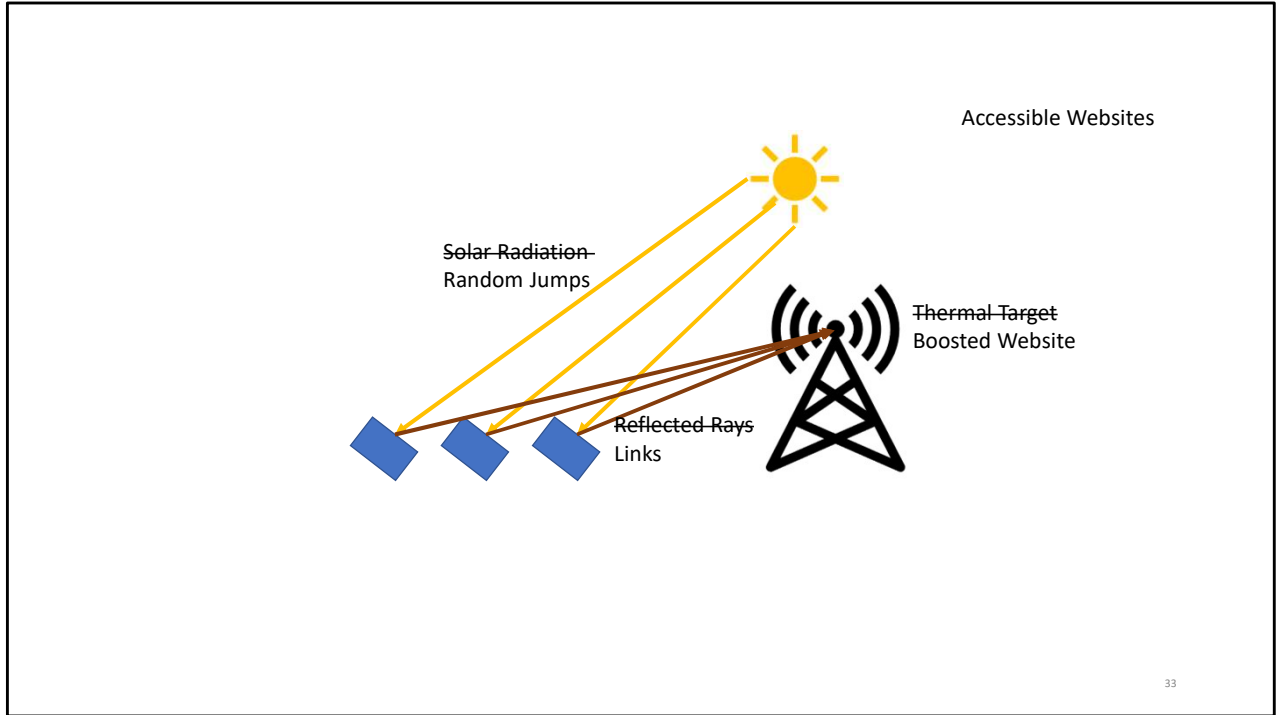 Accessible Websites
Solar Radiation
Random Jumps
Thermal Target
Boosted Website
Reflected Rays
Links
33